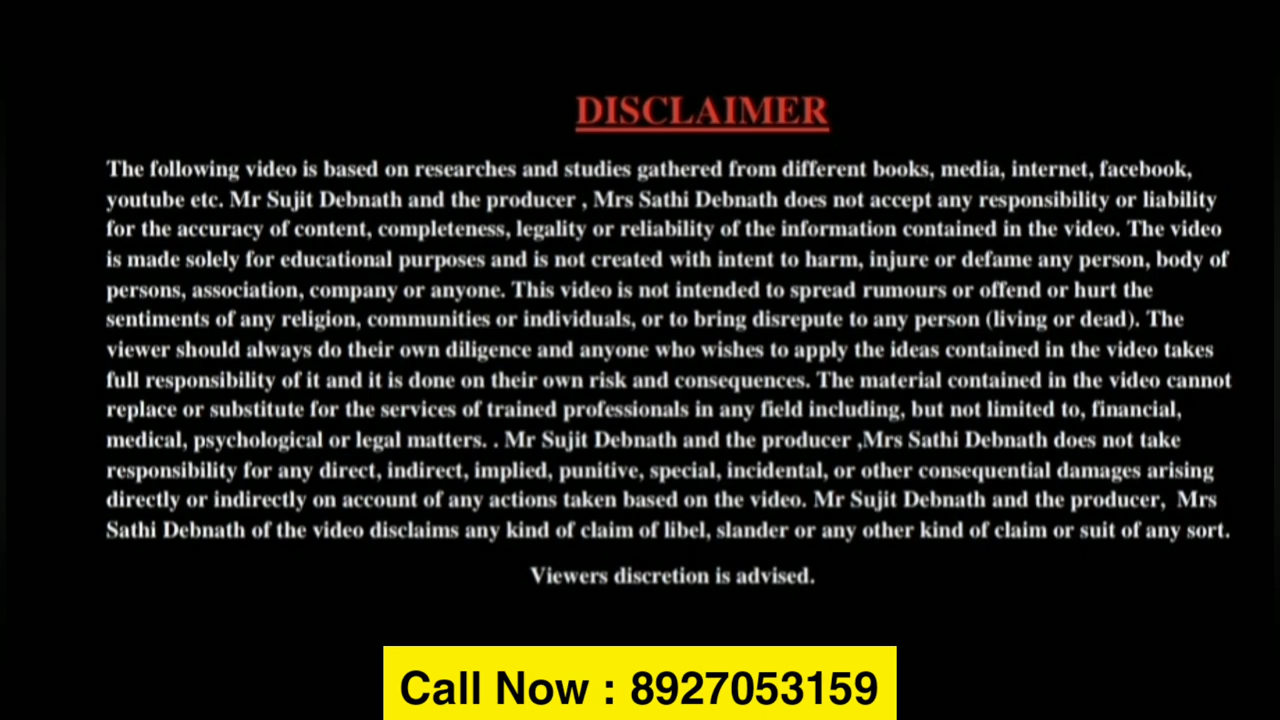 DISCLAIMER
The following video is based on researches and studies gathered from different books, media, internet, facebook,
youtube etc. Mr Sujit Debnath and the producer , Mrs Sathi Debnath does not accept any responsibility or liability
for the accuracy of content, completeness, legality or reliability of the information contained in the video. The video
is made solely for educational purposes and is not created with intent to harm, injure or defame any person, body of
persons, association, company or anyone. This video is not intended to spread rumours or offend or hurt the
sentiments of any religion, communities or individuals, or to bring disrepute to any person (living or dead). The
viewer should always do their own diligence and anyone who wishes to apply the ideas contained in the video takes
full responsibility of it and it is done on their own risk and consequences. The material contained in the video cannot
replace or substitute for the services of trained professionals in any field including, but not limited to, financial,
medical, psychological or legal matters. . Mr Sujit Debnath and the producer ,Mrs Sathi Debnath does not take
responsibility for any direct, indirect, implied, punitive, special, incidental, or other consequential damages arising
directly or indirectly on account of any actions taken based on the video. Mr Sujit Debnath and the producer, Mrs
Sathi Debnath of the video disclaims any kind of claim of libel, slander or any other kind of claim or suit of any sort.
Viewers discretion is advised.
Call Now : 8927053159